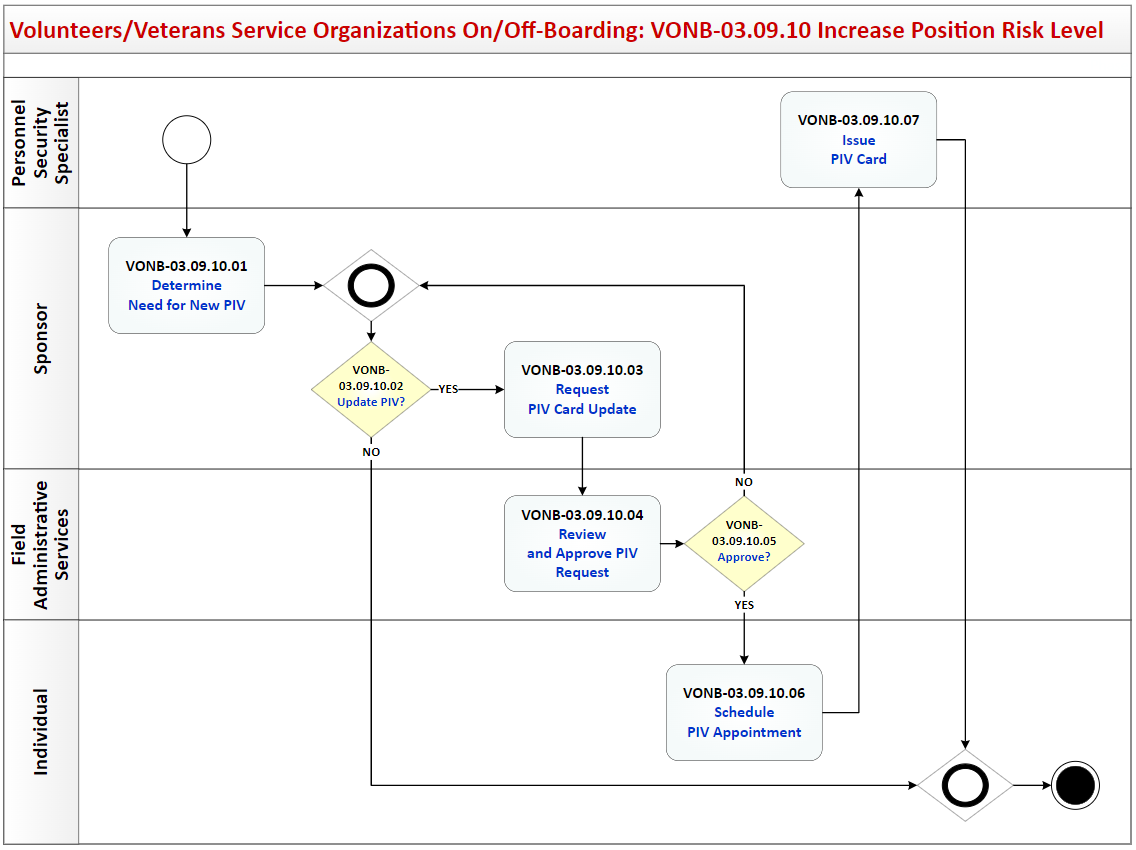 Volunteers/Veterans Service Organizations On/Off-Boarding: VONB-03.09.10 Increase Position Risk Level
Personnel
Security
Specialist
VONB-03.09.10.07
Issue
PIV Card
Sponsor
VONB-03.09.10.01
Determine
Need for New PIV
VONB-
03.09.10.02
Update PIV?
YES
NO
VONB-03.09.10.03
Request
PIV Card Update
Field
Administrative
Services
VONB-03.09.10.04
Review
and Approve PIV
Request
NO
VONB-
03.09.10.05
Approve?
YES
Individual
VONB-03.09.10.06
Schedule
PIV Appointment